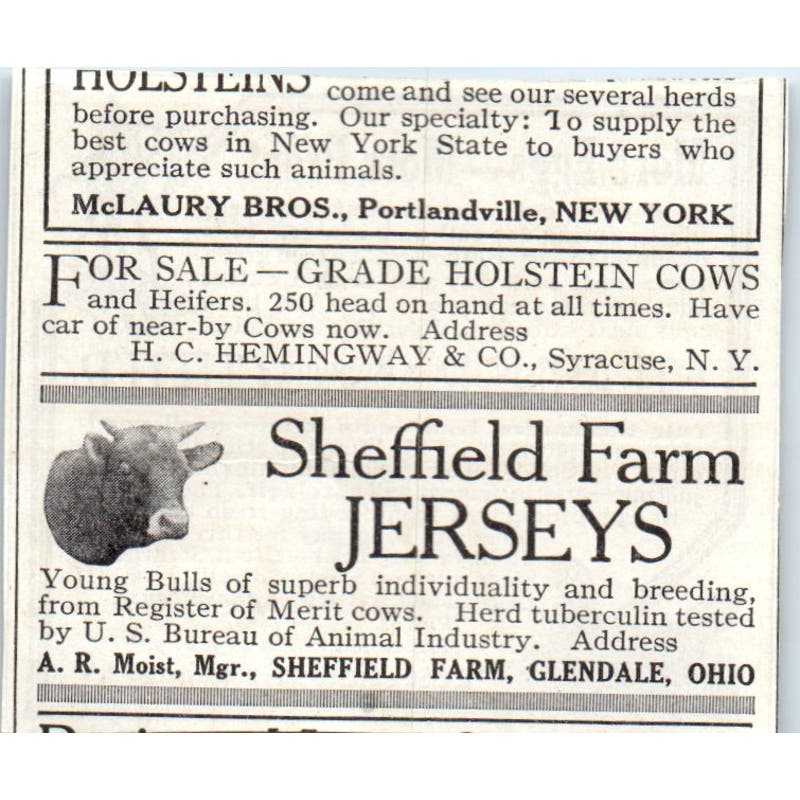 HOLSTEINS come and see our several herds
before purchasing. Our specialty: To supply the
best cows in New York State to buyers who
appreciate such animals.
McLAURY BROS., Portlandville, NEW YORK
FOR SALE — GRADE HOLSTEIN COWS
and Heifers. 250 head on hand at all times. Have
car of near-by Cows now. Address
H. C. HEMINGWAY & CO., Syracuse, N. Y.
Sheffield Farm
JERSEYS
Young Bulls of superb individuality and breeding,
from Register of Merit cows. Herd tuberculin tested
by U. S. Bureau of Animal Industry. Address
A. R. Moist, Mgr., SHEFFIELD FARM, GLENDALE, OHIO